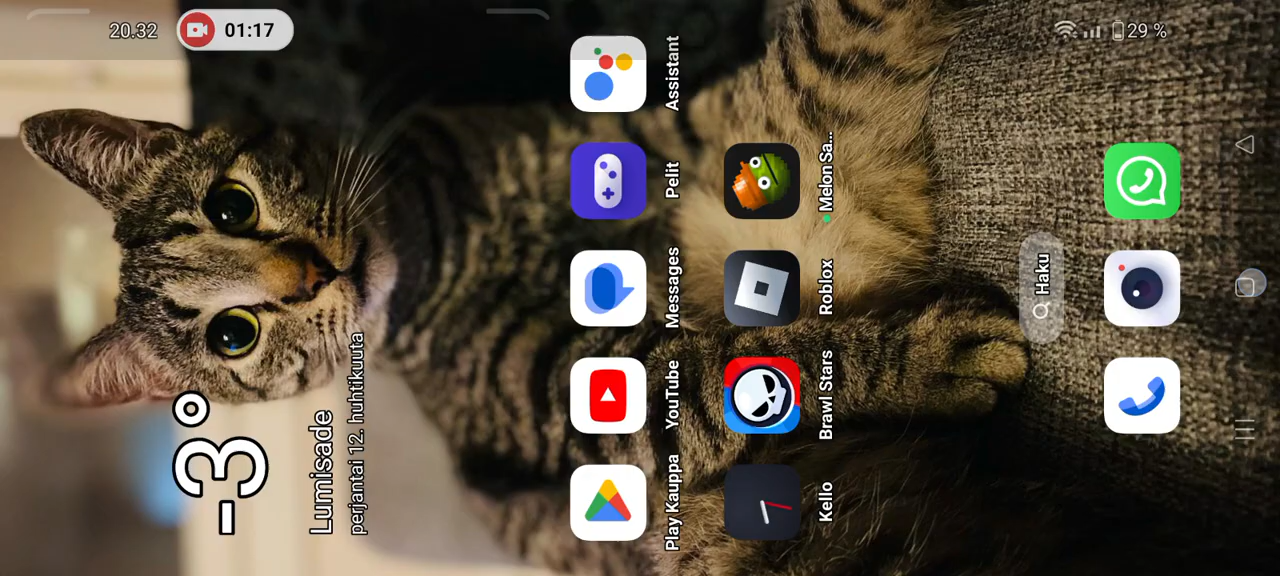 20.32
01:17
29 %
-3°
Lumisade
perjantai 12. huhtikuuta
Play Kauppa
YouTube
Messages
Pelit
Assistant
Kello
Brawl Stars
Roblox
Melon Sa...
Haku